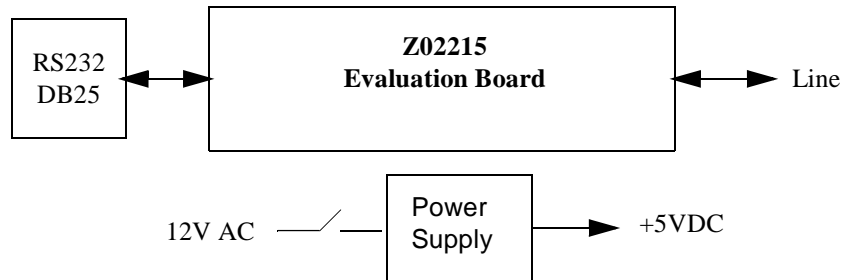 Z02215
Evaluation Board
RS232
DB25
Line
Power
Supply
12V AC
+5VDC